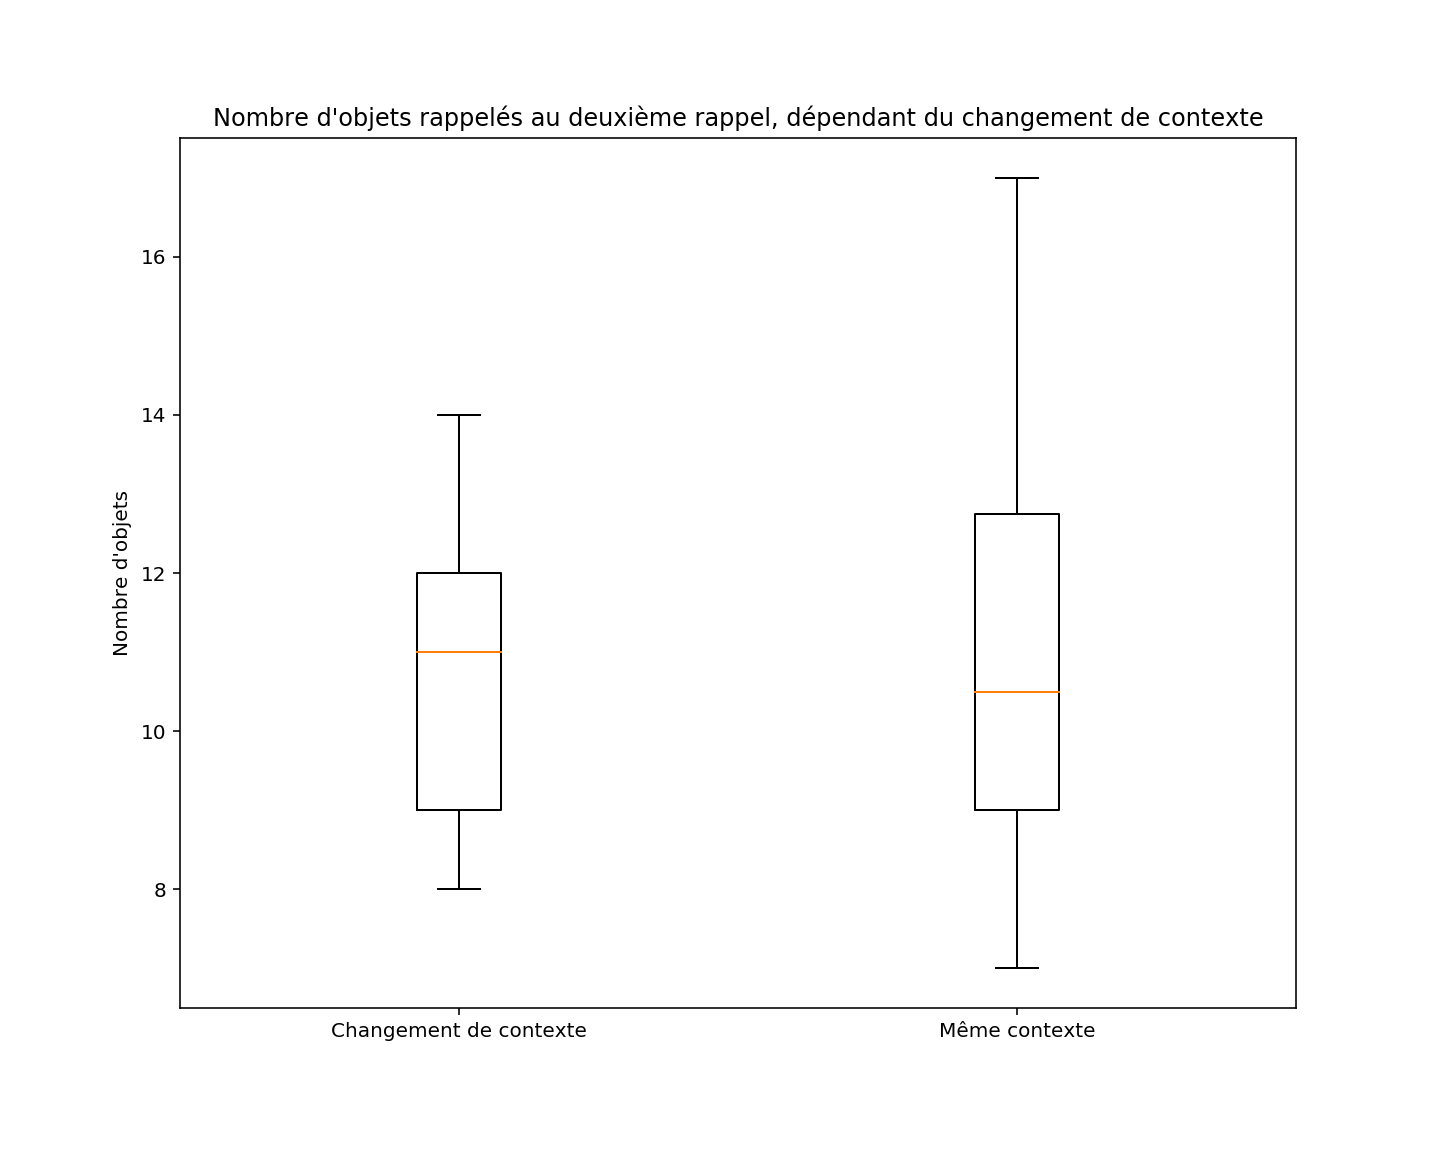 Nombre d'objets rappelés au deuxième rappel, dépendant du changement de contexte
16
14
12
10
8
Nombre d'objets
Changement de contexte
Même contexte